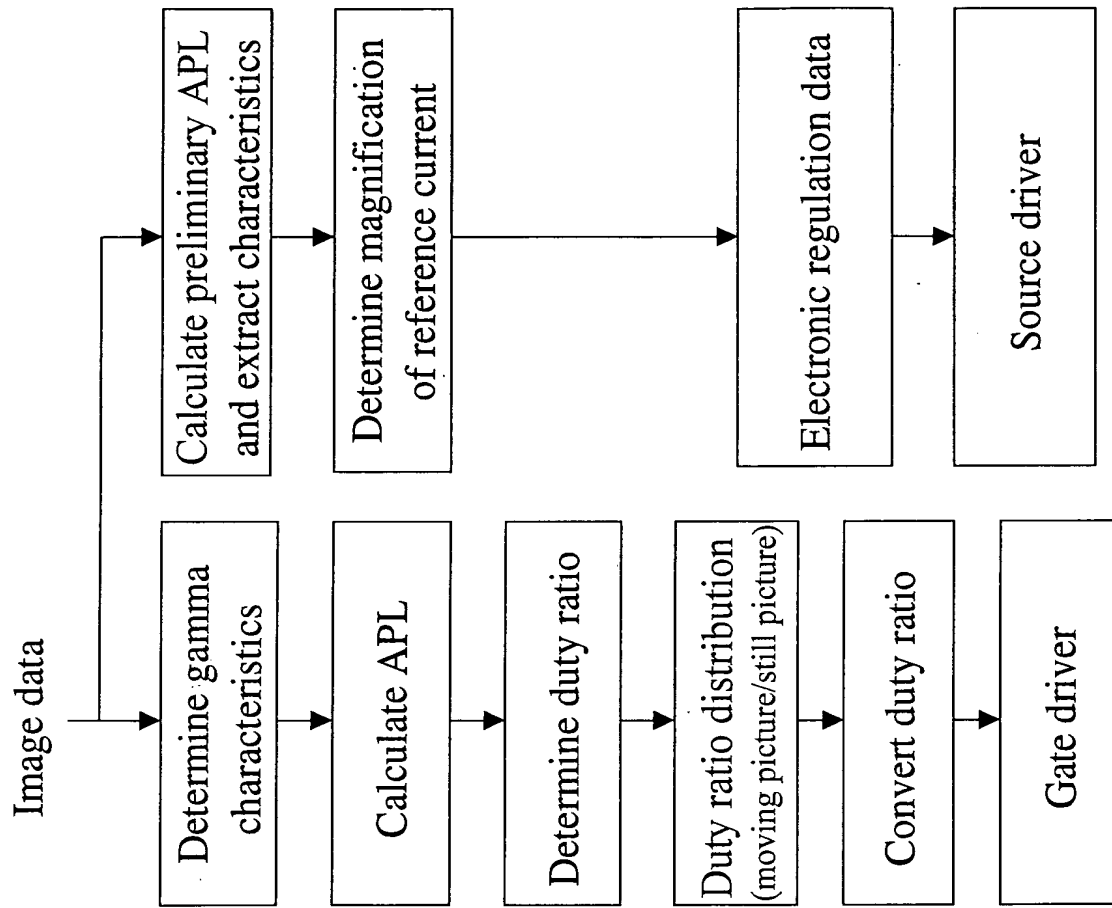 Image data
Determine gamma
characteristics
Calculate APL
Determine duty ratio
Duty ratio distribution
(moving picture/still picture)
Convert duty ratio
Gate driver
Calculate preliminary APL
and extract characteristics
Determine magnification
of reference current
Electronic regulation data
Source driver